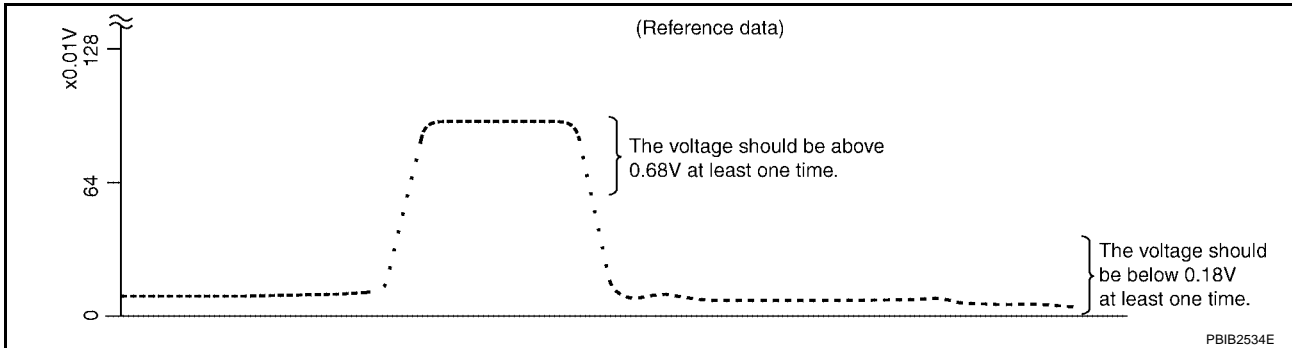 (Reference data)
x0.01V
128
64
0
The voltage should be above
0.68V at least one time.
The voltage should
be below 0.18V
at least one time.
PBIB2534E